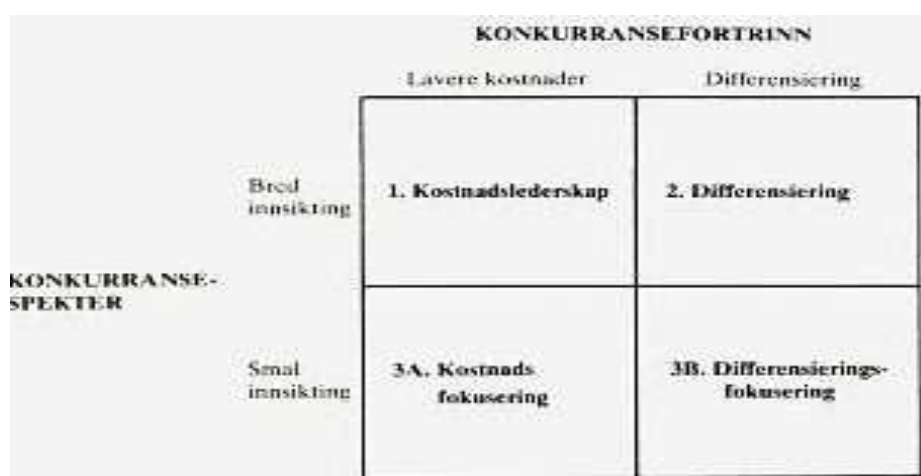 KONKURRANSEFORTRINN
Lavere kostnader Differensiering
Bred
innsikting
1. Kostnadslederskap 2. Differensiering
KONKURRANSE-
SPEKTER
Smal
innsikting
3A. Kostnads
fokusering
3B. Differensierings-
fokusering